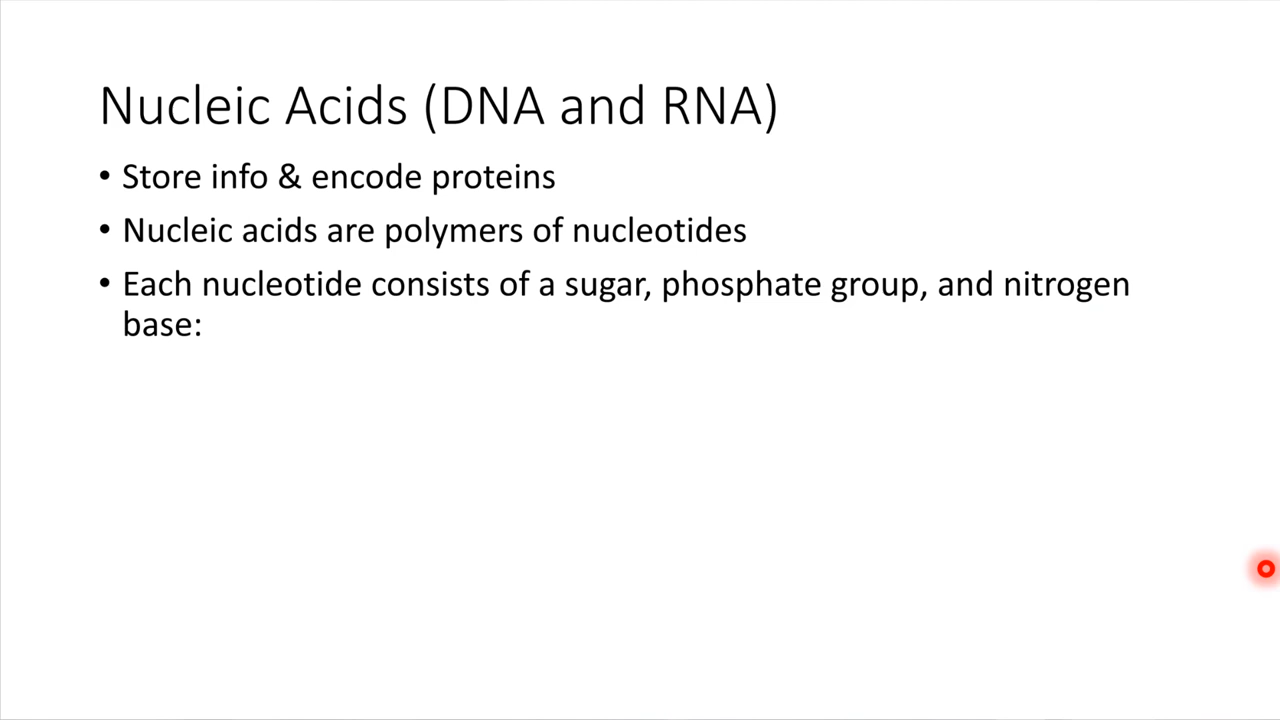 Nucleic Acids (DNA and RNA)
• Store info & encode proteins
• Nucleic acids are polymers of nucleotides
• Each nucleotide consists of a sugar, phosphate group, and nitrogen
base: